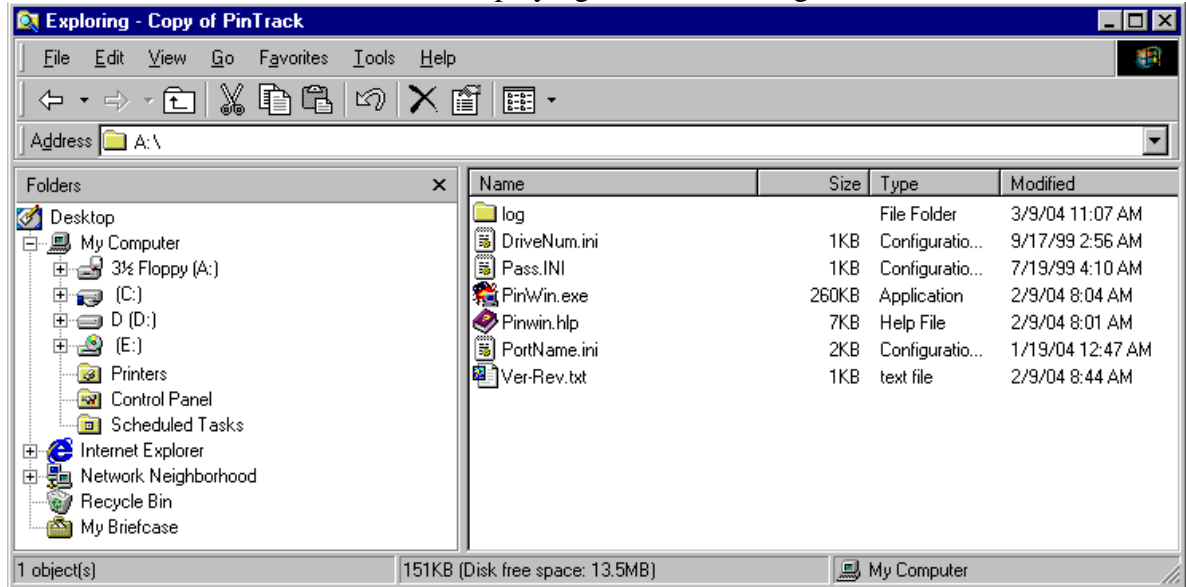 Exploring - Copy of PinTrack
File Edit View Go Favorites Tools Help
Address A:\
Folders
Desktop
My Computer
3½ Floppy (A:)
(C:)
D (D:)
(E:)
Printers
Control Panel
Scheduled Tasks
Internet Explorer
Network Neighborhood
Recycle Bin
My Briefcase
Name Size Type Modified
log File Folder 3/9/04 11:07 AM
DriveNum.ini 1KB Configuratio... 9/17/99 2:56 AM
Pass.INI 1KB Configuratio... 7/19/99 4:10 AM
PinWin.exe 260KB Application 2/9/04 8:04 AM
Pinwin.hlp 7KB Help File 2/9/04 8:01 AM
PortName.ini 2KB Configuratio... 1/19/04 12:47 AM
Ver-Rev.txt 1KB text file 2/9/04 8:44 AM
1 object(s) 151KB (Disk free space: 13.5MB) My Computer